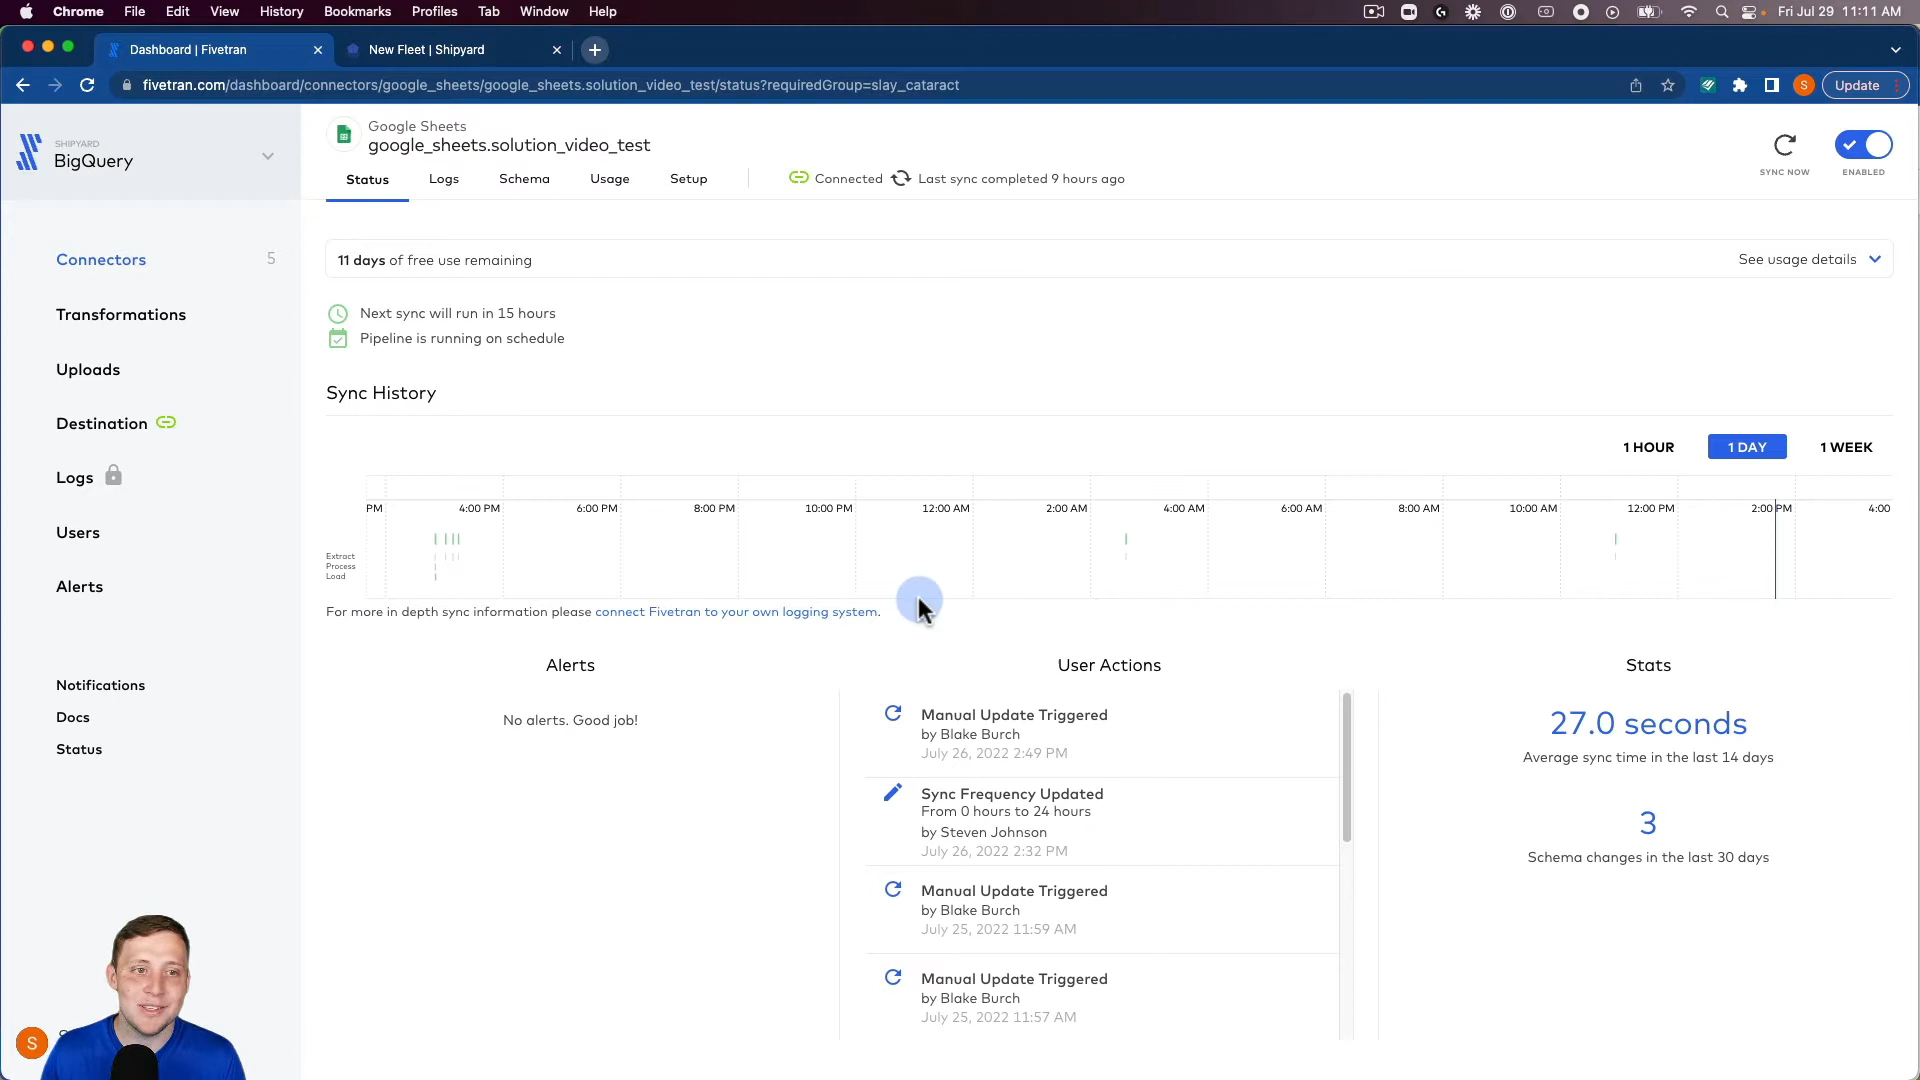 Chrome File Edit View History Bookmarks Profiles Tab Window Help Fri Jul 29 11:11 AM
Dashboard | Fivetran New Fleet | Shipyard
fivetran.com/dashboard/connectors/google_sheets/google_sheets.solution_video_test/status?requiredGroup=slay_cataract S Update
SHIPYARD
BigQuery
Connectors 5
Transformations
Uploads
Destination
Logs
Users
Alerts
Notifications
Docs
Status
S
Google Sheets
google_sheets.solution_video_test
Status Logs Schema Usage Setup Connected Last sync completed 9 hours ago
SYNC NOW ENABLED
11 days of free use remaining See usage details
Next sync will run in 15 hours
Pipeline is running on schedule
Sync History
1 HOUR 1 DAY 1 WEEK
PM 4:00 PM 6:00 PM 8:00 PM 10:00 PM 12:00 AM 2:00 AM 4:00 AM 6:00 AM 8:00 AM 10:00 AM 12:00 PM 2:00 PM 4:00
Extract
Process
Load
For more in depth sync information please connect Fivetran to your own logging system.
Alerts
No alerts. Good job!
User Actions
Manual Update Triggered
by Blake Burch
July 26, 2022 2:49 PM
Sync Frequency Updated
From 0 hours to 24 hours
by Steven Johnson
July 26, 2022 2:32 PM
Manual Update Triggered
by Blake Burch
July 25, 2022 11:59 AM
Manual Update Triggered
by Blake Burch
July 25, 2022 11:57 AM
Stats
27.0 seconds
Average sync time in the last 14 days
3
Schema changes in the last 30 days